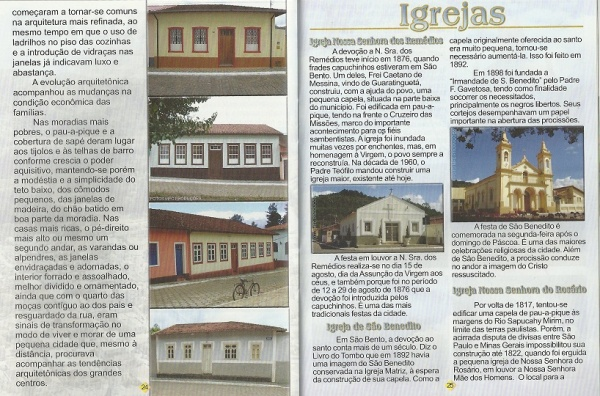 começaram a tornar-se comuns
na arquitetura mais refinada, ao
mesmo tempo em que o uso de
ladrilhos no piso das cozinhas
e a introdução de vidraças nas
janelas já indicavam luxo e
abastança.
A evolução arquitetônica
acompanhou as mudanças na
condição econômica das
famílias.
Nas moradias mais
pobres, o pau-a-pique e a
cobertura de sapé deram lugar
aos tijolos e às telhas de barro
conforme crescia o poder
aquisitivo, mantendo-se porém
a modéstia e a simplicidade do
teto baixo, dos cômodos
pequenos, das janelas de
madeira, do chão batido em
boa parte da moradia. Nas
casas mais ricas, o pé-direito
mais alto ou mesmo um
segundo andar, as varandas ou
alpendres, as janelas
envidraçadas e adornadas, o
interior forrado e assoalhado,
melhor dividido e ornamentado,
ainda que com o quarto das
moças contíguo ao dos pais e
resguardado da rua, eram
sinais de transformação no
modo de viver e morar de uma
pequena cidade que, mesmo à
distância, procurava
acompanhar as tendências
arquitetônicas dos grandes
centros.
24
Igrejas
Igreja Nossa Senhora dos Remédios
A devoção a N. Sra. dos
Remédios teve início em 1876, quando
frades capuchinhos estiveram em São
Bento. Um deles, Frei Caetano de
Messina, vindo de Guaratinguetá,
construiu, com a ajuda do povo, uma
pequena capela, situada na parte baixa
do município. Foi edificada em pau-a-
pique, tendo na frente o Cruzeiro das
Missões, marco do importante
acontecimento para os fiéis
sambentistas. A igreja foi inundada
muitas vezes por enchentes, mas, em
homenagem à Virgem, o povo sempre a
reconstruía. Na década de 1960, o
Padre Teófilo mandou construir uma
igreja maior, existente até hoje.
A festa em louvor a N. Sra. dos
Remédios realiza-se no dia 15 de
agosto, dia da Assunção da Virgem aos
céus, e também porque foi no período
de 12 a 29 de agosto de 1876 que a
devoção foi introduzida pelos
capuchinhos. É uma das mais
tradicionais festas da cidade.
Igreja de São Benedito
Em São Bento, a devoção ao
santo conta mais de um século. Diz o
Livro do Tombo que em 1892 havia
uma imagem de São Benedito
conservada na Igreja Matriz, à espera
da construção de sua capela. Como a
25
capela originalmente oferecida ao santo
era muito pequena, tornou-se
necessário aumentá-la. Isso foi feito em
1892.
Em 1898 foi fundada a
"Irmandade de S. Benedito" pelo Padre
F. Gavetosa, tendo como finalidade
socorrer os necessitados,
principalmente os negros libertos. Seus
cortejos desempenhavam um papel
importante na abertura das procissões.
A festa de São Benedito é
comemorada na segunda-feira após o
domingo de Páscoa. É uma das maiores
celebrações religiosas da cidade. Além
de São Benedito, a procissão conduz
no andor a imagem do Cristo
ressuscitado.
Igreja Nossa Senhora do Rosário
Por volta de 1817, tentou-se
edificar uma capela de pau-a-pique às
margens do Rio Sapucahy Mirim, no
limite das terras paulistas. Porém, a
acirrada disputa de divisas entre São
Paulo e Minas Gerais impossibilitou sua
construção até 1822, quando foi erguida
a pequena igreja de Nossa Senhora do
Rosário, em louvor a Nossa Senhora
Mãe dos Homens. O local para a